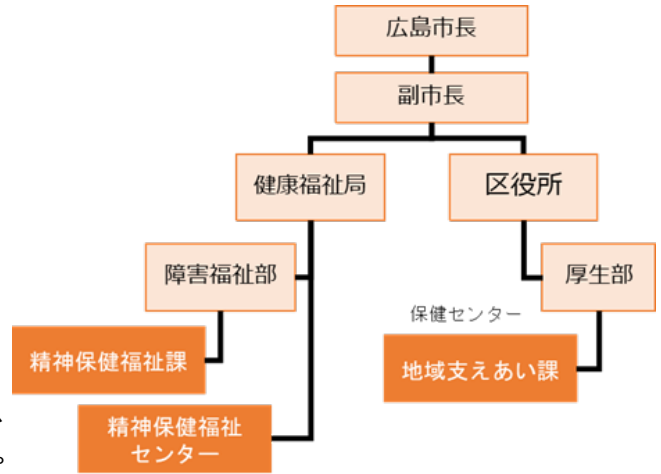 広島市長
副市長
健康福祉局
区役所
障害福祉部
厚生部
保健センター
精神保健福祉課
地域支えあい課
精神保健福祉
センター
、
。